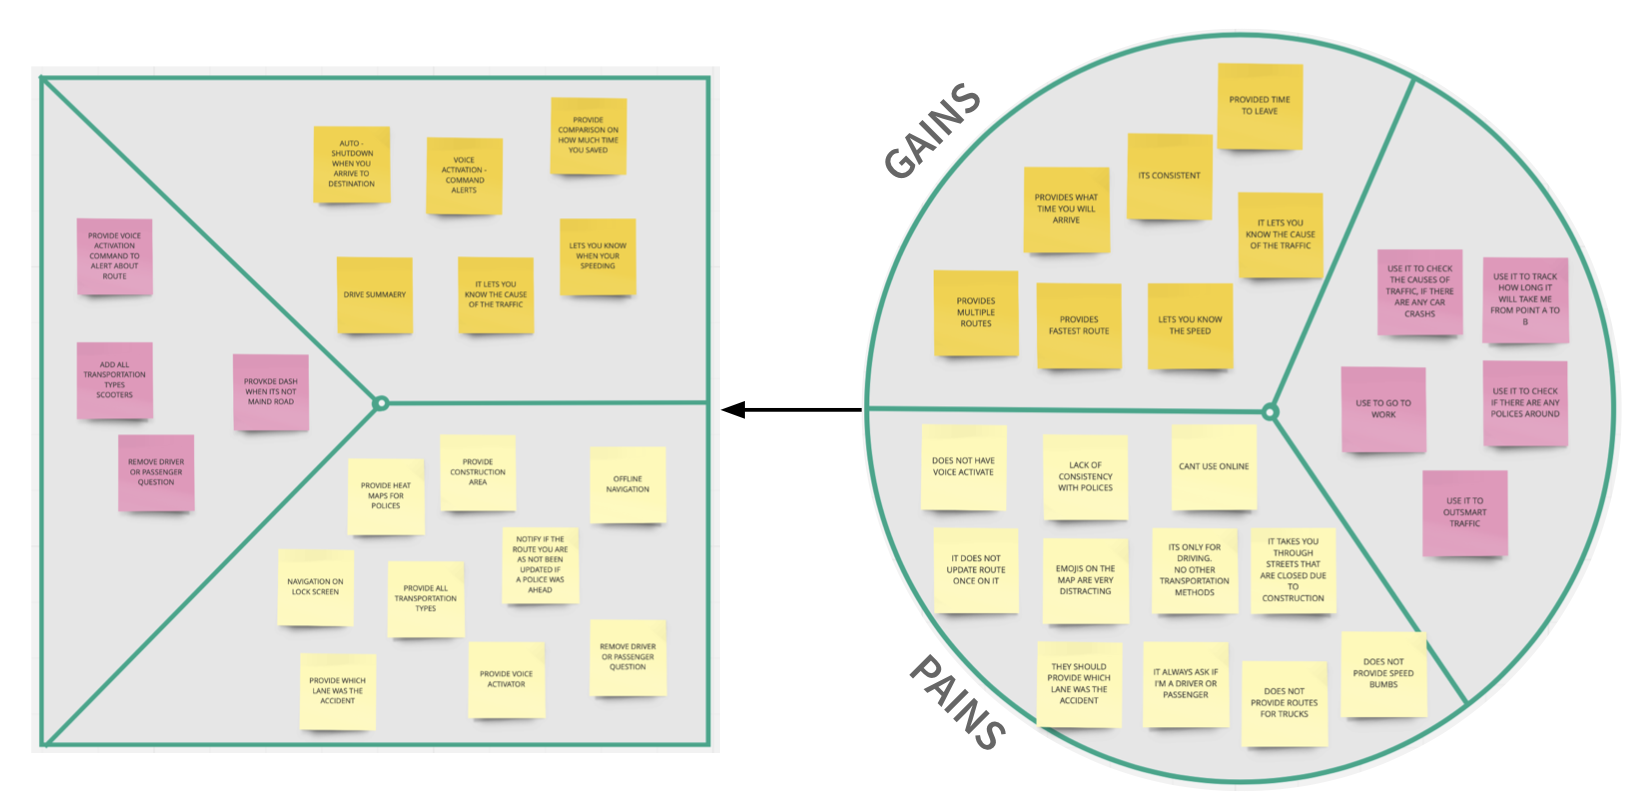 PROVIDE
COMPARISON ON
HOW MUCH TIME
YOU SAVED
AUTO -
SHUTDOWN
WHEN YOU
ARRIVE TO
DESTINATION
VOICE
ACTIVATION -
COMMAND
ALERTS
LETS YOU KNOW
WHEN YOUR
SPEEDING
DRIVE SUMMAERY
IT LETS YOU
KNOW THE CAUSE
OF THE TRAFFIC
PROVIDE VOICE
ACTIVATION
COMMAND TO
ALERT ABOUT
ROUTE
ADD ALL
TRANSPORTATION
TYPES
SCOOTERS
PROVKDE DASH
WHEN ITS NOT
MAIND ROAD
REMOVE DRIVER
OR PASSENGER
QUESTION
PROVIDE HEAT
MAPS FOR
POLICES
PROVIDE
CONSTRUCTION
AREA
OFFLINE
NAVIGATION
NAVIGATION ON
LOCK SCREEN
PROVIDE ALL
TRANSPORTATION
TYPES
NOTIFY IF THE
ROUTE YOU ARE
AS NOT BEEN
UPDATED IF
A POLICE WAS
AHEAD
PROVIDE WHICH
LANE WAS THE
ACCIDENT
PROVIDE VOICE
ACTIVATOR
REMOVE DRIVER
OR PASSENGER
QUESTION
GAINS
PROVIDED TIME
TO LEAVE
ITS CONSISTENT
PROVIDES WHAT
TIME YOU WILL
ARRIVE
IT LETS YOU
KNOW THE CAUSE
OF THE TRAFFIC
PROVIDES
MULTIPLE
ROUTES
PROVIDES
FASTEST ROUTE
LETS YOU KNOW
THE SPEED
USE IT TO CHECK
THE CAUSES OF
TRAFFIC, IF THERE
ARE ANY CAR
CRASHS
USE IT TO TRACK
HOW LONG IT
WILL TAKE ME
FROM POINT A TO
B
USE TO GO TO
WORK
USE IT TO CHECK
IF THERE ARE ANY
POLICES AROUND
USE IT TO
OUTSMART
TRAFFIC
PAINS
DOES NOT HAVE
VOICE ACTIVATE
LACK OF
CONSISTENCY
WITH POLICES
CANT USE ONLINE
IT DOES NOT
UPDATE ROUTE
ONCE ON IT
EMOJIS ON THE
MAP ARE VERY
DISTRACTING
ITS ONLY FOR
DRIVING.
NO OTHER
TRANSPORTATION
METHODS
IT TAKES YOU
THROUGH
STREETS THAT
ARE CLOSED DUE
TO
CONSTRUCTION
THEY SHOULD
PROVIDE WHICH
LANE WAS THE
ACCIDENT
IT ALWAYS ASK IF
I'M A DRIVER OR
PASSENGER
DOES NOT
PROVIDE ROUTES
FOR TRUCKS
DOES NOT
PROVIDE SPEED
BUMBS